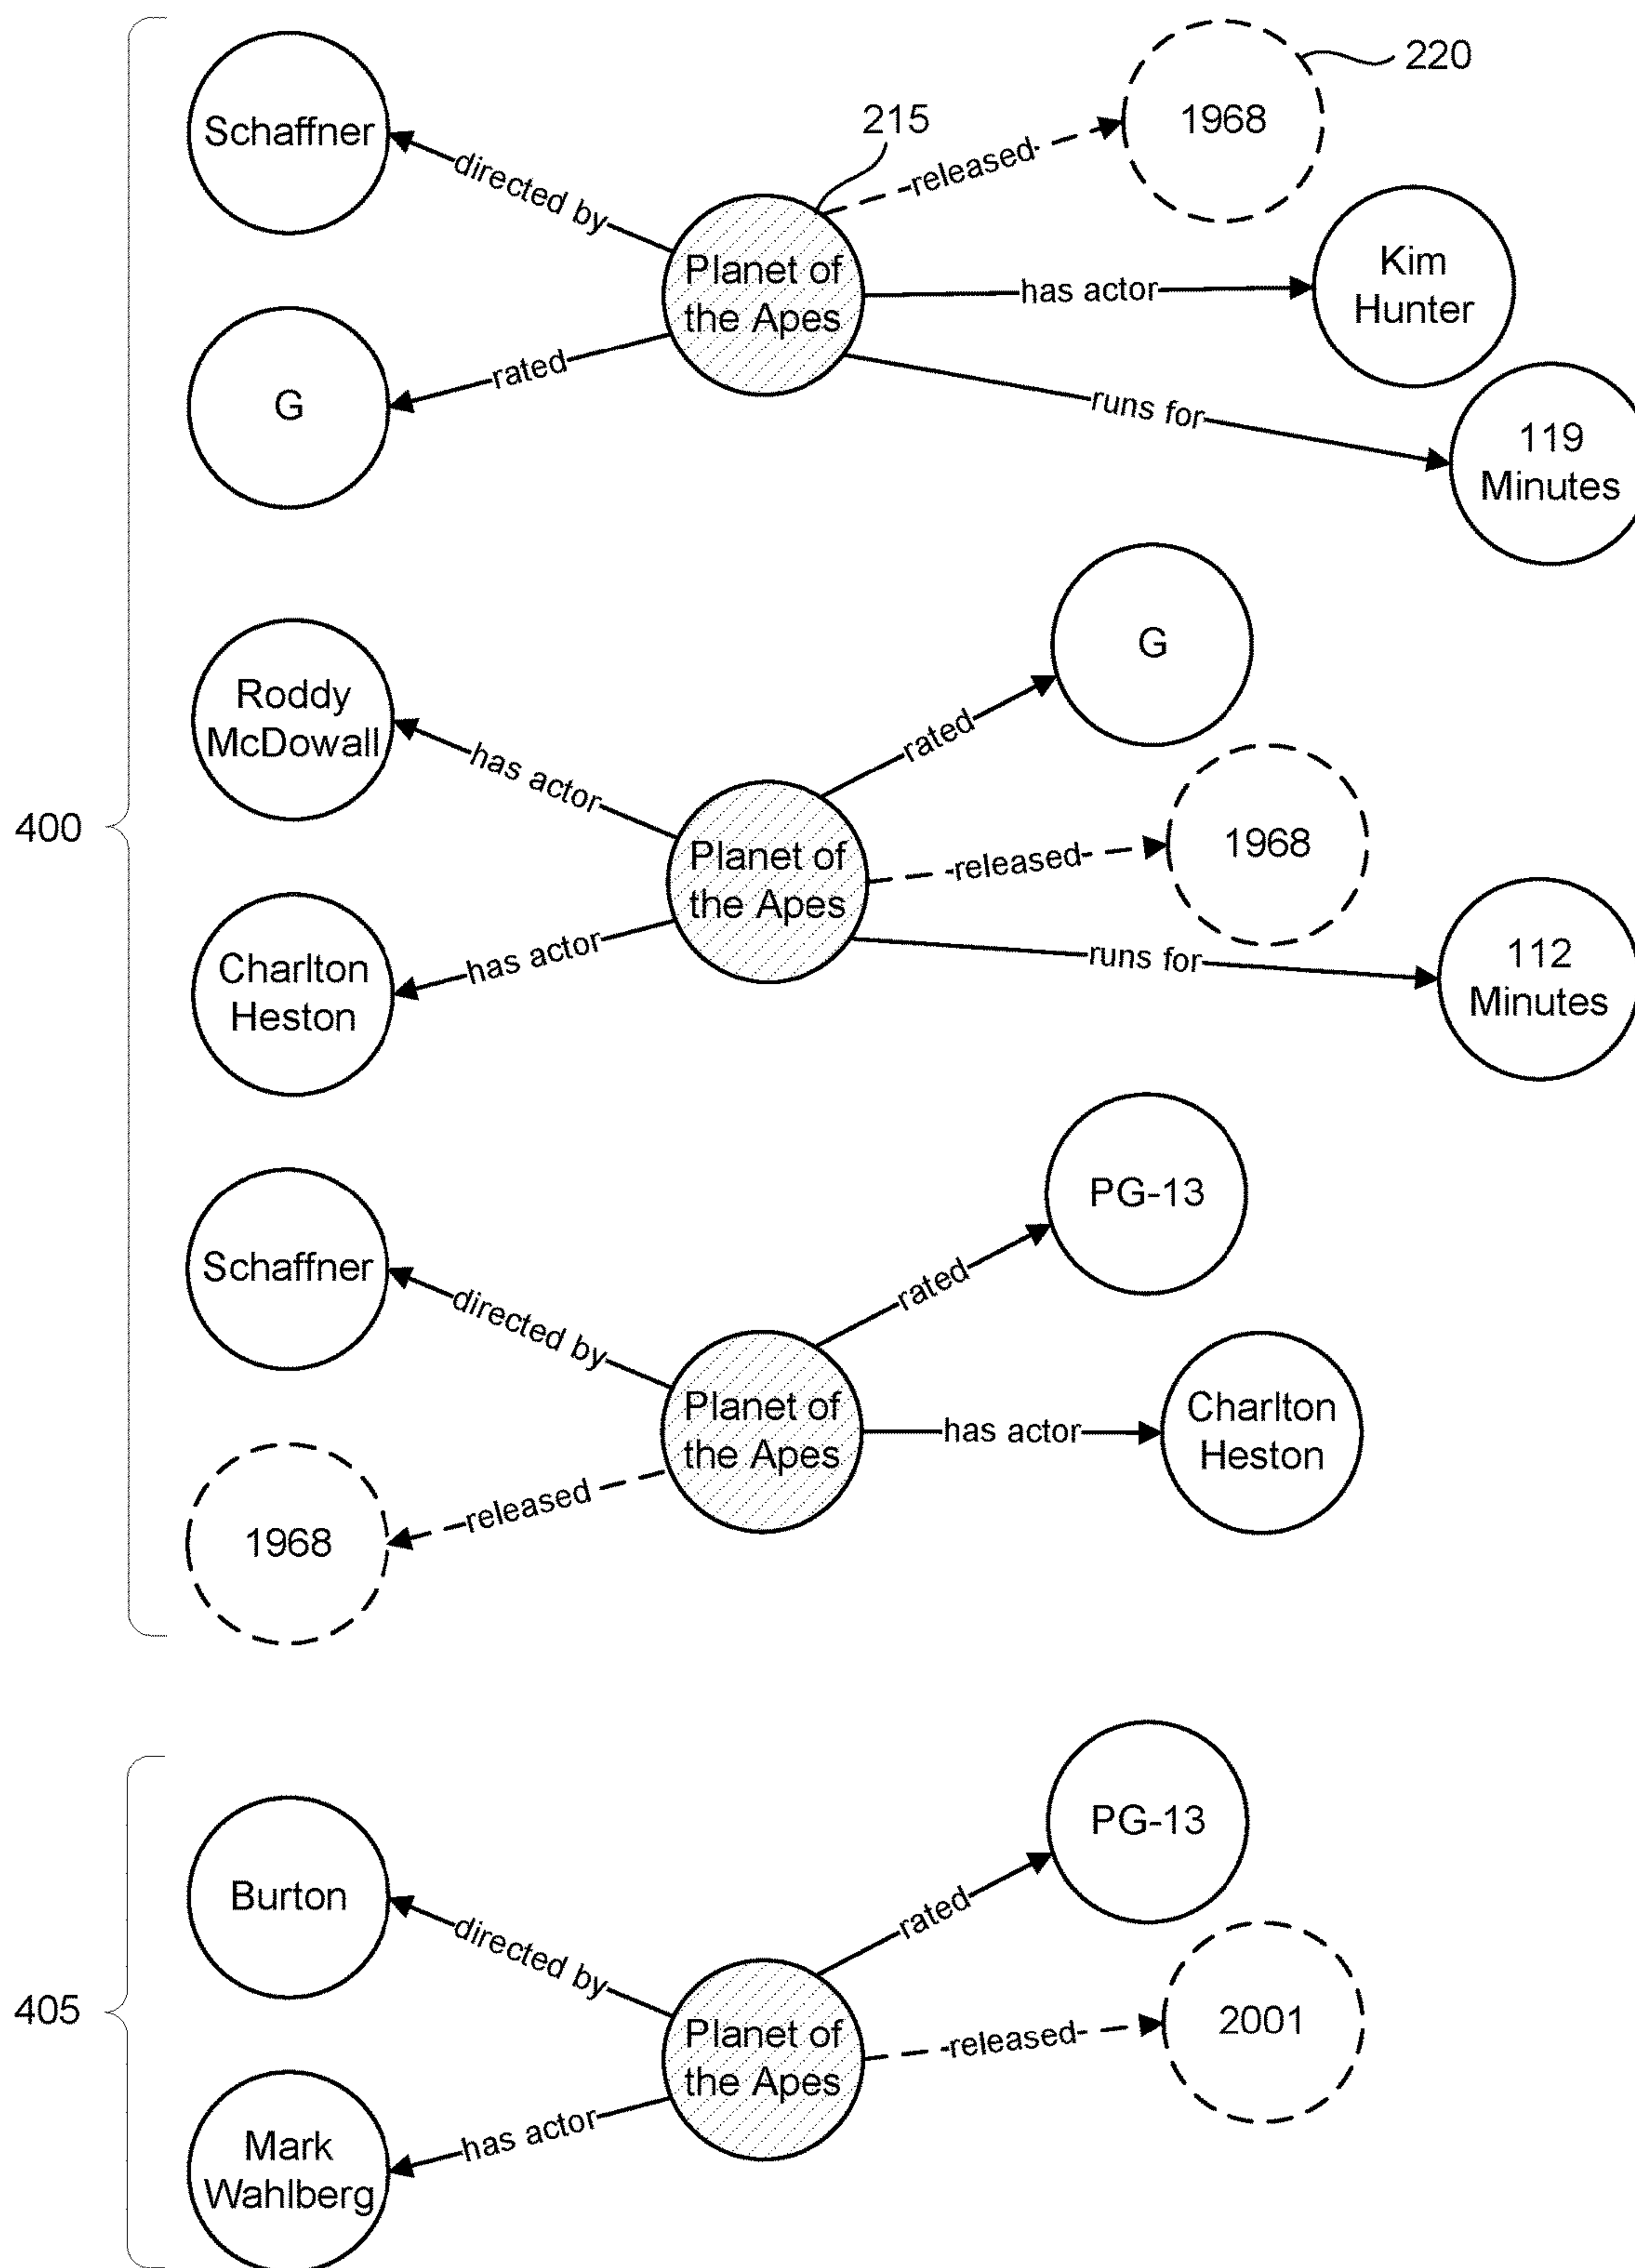 220
1968
215
Schaffner
directed by
released
Planet of
the Apes
has actor
Kim
Hunter
G
rated
runs for
119
Minutes
G
Roddy
McDowall
has actor
rated
400
Planet of
the Apes
released
1968
Charlton
Heston
has actor
runs for
112
Minutes
PG-13
Schaffner
directed by
rated
Planet of
the Apes
has actor
Charlton
Heston
1968
released
PG-13
Burton
directed by
rated
405
Planet of
the Apes
released
2001
Mark
Wahlberg
has actor